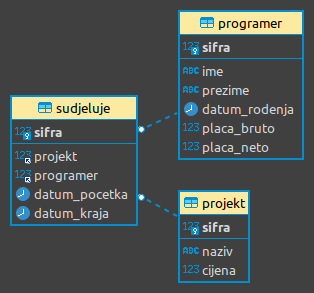 programer
123 sifra
ABC ime
ABC prezime
datum_rodenja
123 placa_bruto
123 placa_neto
sudjeluje
123 sifra
123 projekt
123 programer
datum_pocetka
datum_kraja
projekt
123 sifra
ABC naziv
123 cijena